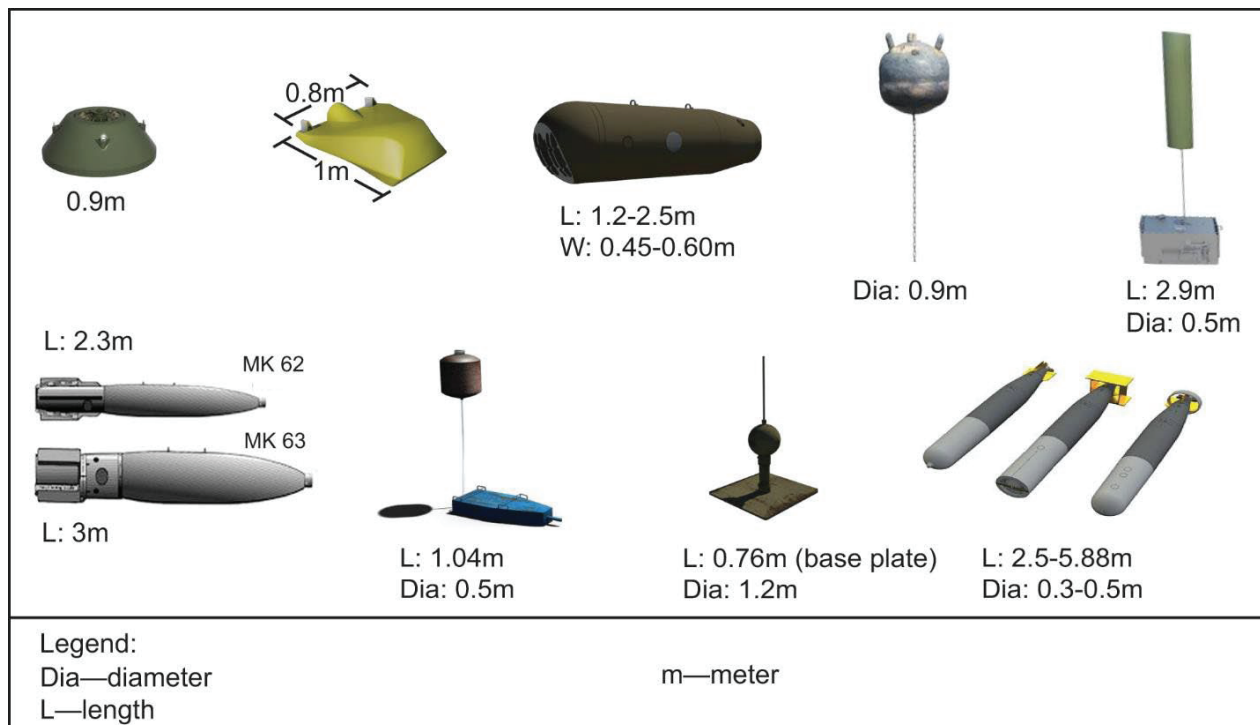 0.9m
0.8m
1m
L: 1.2-2.5m
W: 0.45-0.60m
Dia: 0.9m
L: 2.9m
Dia: 0.5m
L: 2.3m
MK 62
MK 63
L: 3m
L: 1.04m
Dia: 0.5m
L: 0.76m (base plate)
Dia: 1.2m
L: 2.5-5.88m
Dia: 0.3-0.5m
Legend:
Dia—diameter
m—meter
L—length